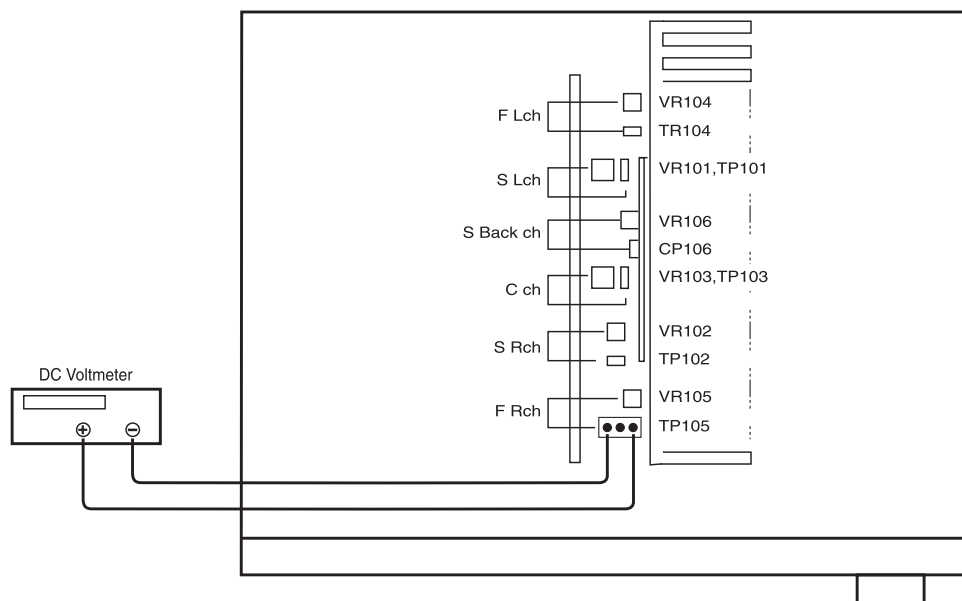 F Lch
VR104
TR104
S Lch
VR101,TP101
S Back ch
VR106
CP106
C ch
VR103,TP103
S Rch
VR102
TP102
F Rch
VR105
TP105
DC Voltmeter
+
−